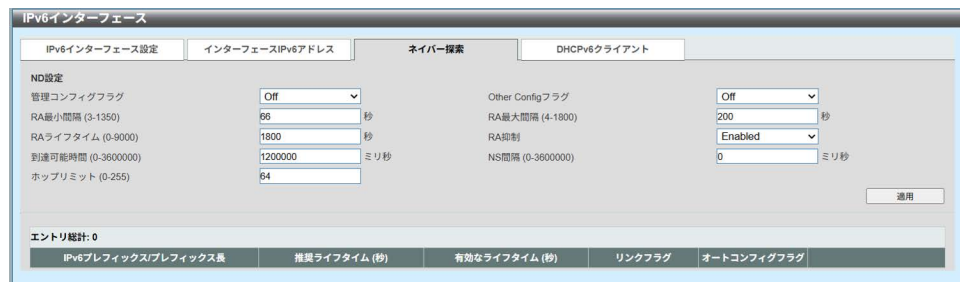 IPv6インターフェース
IPv6インターフェース設定 インターフェースIPv6アドレス ネイバー探索 DHCPv6クライアント
ND設定
管理コンフィグフラグ Off Other Configフラグ Off
RA最小間隔 (3-1350) 66 秒 RA最大間隔 (4-1800) 200 秒
RAライフタイム (0-9000) 1800 秒 RA抑制 Enabled
到達可能時間 (0-3600000) 1200000 ミリ秒 NS間隔 (0-3600000) 0 ミリ秒
ホップリミット (0-255) 64
適用
エントリ総計: 0
IPv6プレフィックス/プレフィックス長 推奨ライフタイム (秒) 有効なライフタイム (秒) リンクフラグ オートコンフィグフラグ